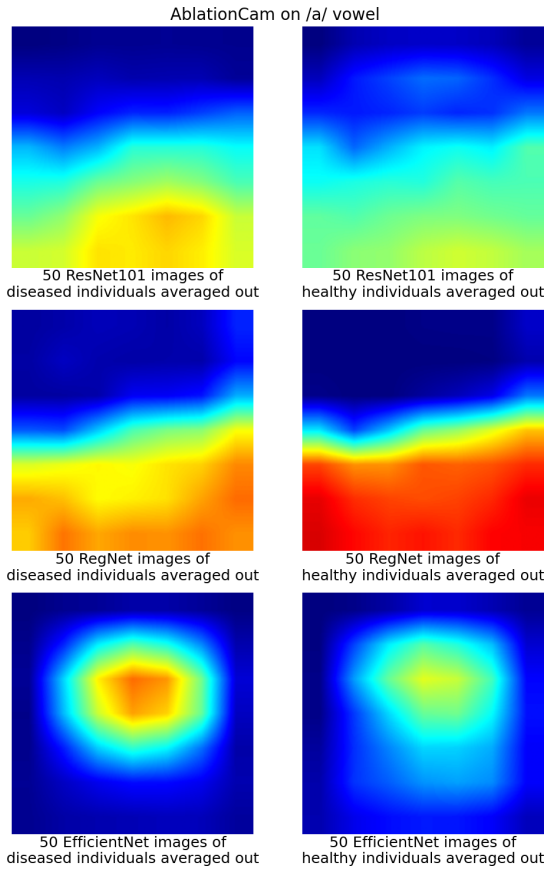 AblationCam on /a/ vowel
50 ResNet101 images of
diseased individuals averaged out
50 ResNet101 images of
healthy individuals averaged out
50 RegNet images of
diseased individuals averaged out
50 RegNet images of
healthy individuals averaged out
50 EfficientNet images of
diseased individuals averaged out
50 EfficientNet images of
healthy individuals averaged out